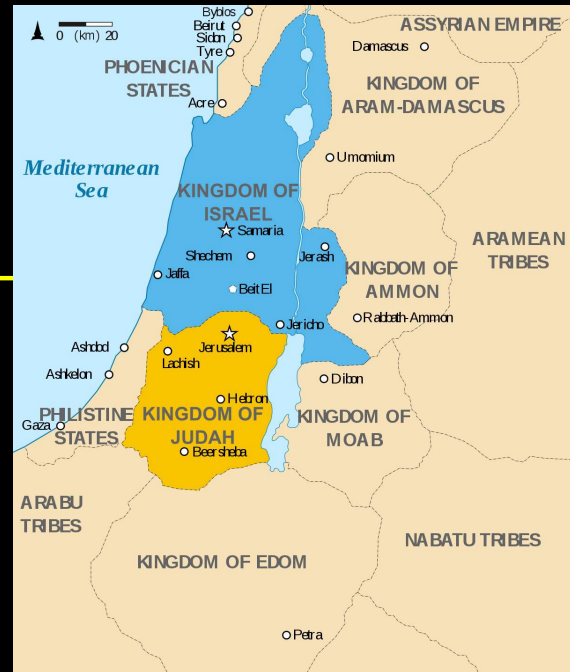 Byblos
Beirut
Sidon
Tyre
0 (km) 20
ASSYRIAN EMPIRE
Damascus
PHOENICIAN
STATES
KINGDOM OF
ARAM-DAMASCUS
Acre
Umomium
Mediterranean
Sea
KINGDOM OF
ISRAEL
Samaria
Shechem
Jerash
ARAMEAN
TRIBES
Jaffa
KINGDOM OF
AMMON
Beit El
Jericho
Rabbath-Ammon
Ashdod
Jerusalem
Lachish
Ashkelon
Dibon
Hebron
PHILISTINE
STATES
Gaza
KINGDOM OF
JUDAH
KINGDOM OF
MOAB
Beersheba
ARABU
TRIBES
NABATU TRIBES
KINGDOM OF EDOM
Petra